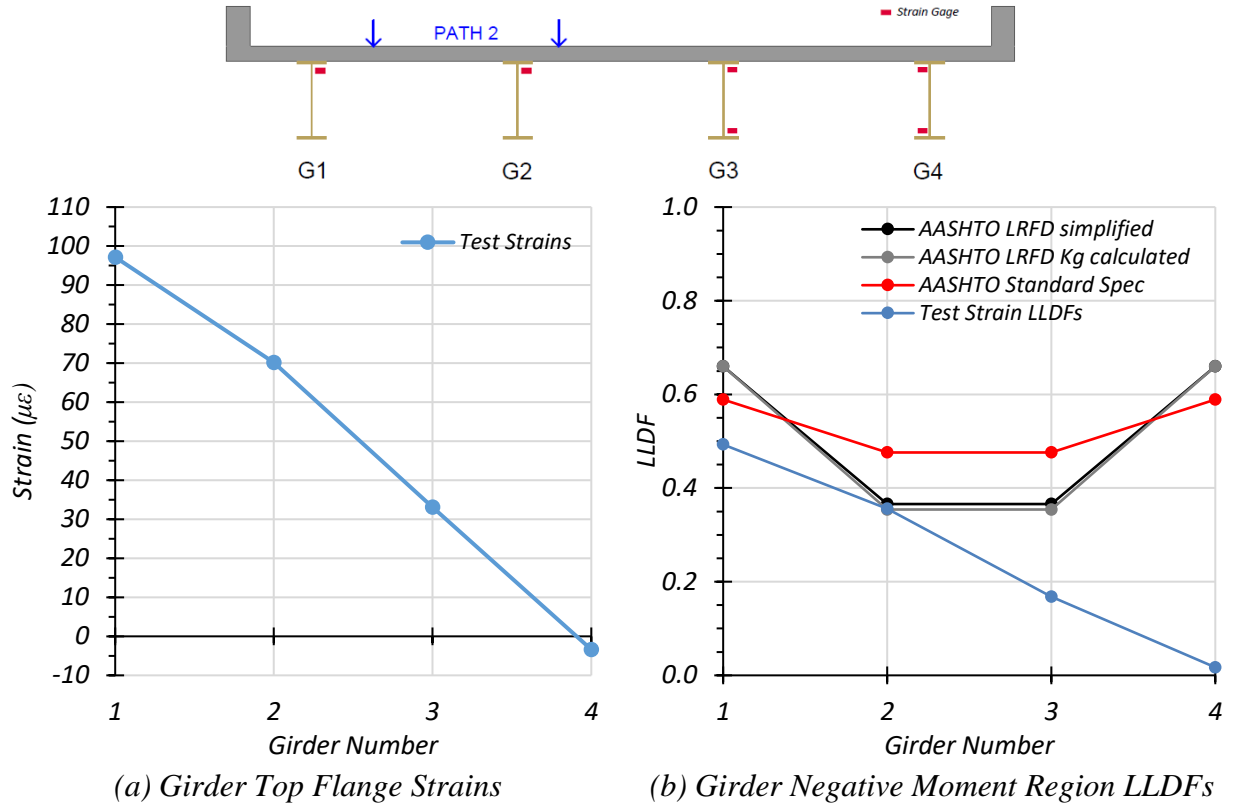 Strain Gage
PATH 2
G1 G2 G3 G4
110
100
90
80
70
60
50
40
30
20
10
0
-10
Strain (με)
Test Strains
1 2 3 4
Girder Number
(a) Girder Top Flange Strains
1.0
0.8
0.6
0.4
0.2
0.0
LLDF
AASHTO LRFD simplified
AASHTO LRFD Kg calculated
AASHTO Standard Spec
Test Strain LLDFs
1 2 3 4
Girder Number
(b) Girder Negative Moment Region LLDFs